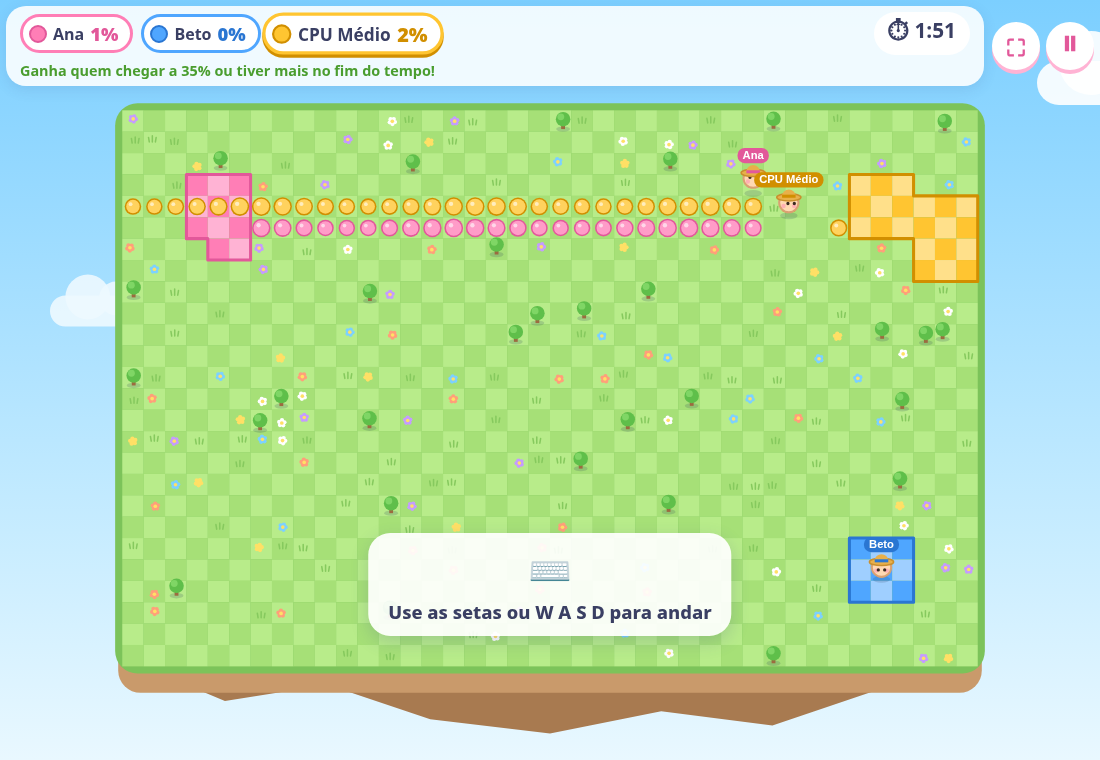 Ana 1%
Beto 0%
CPU Médio 2%
1:51
Ganha quem chegar a 35% ou tiver mais no fim do tempo!
Ana
CPU Médio
Beto
Use as setas ou W A S D para andar